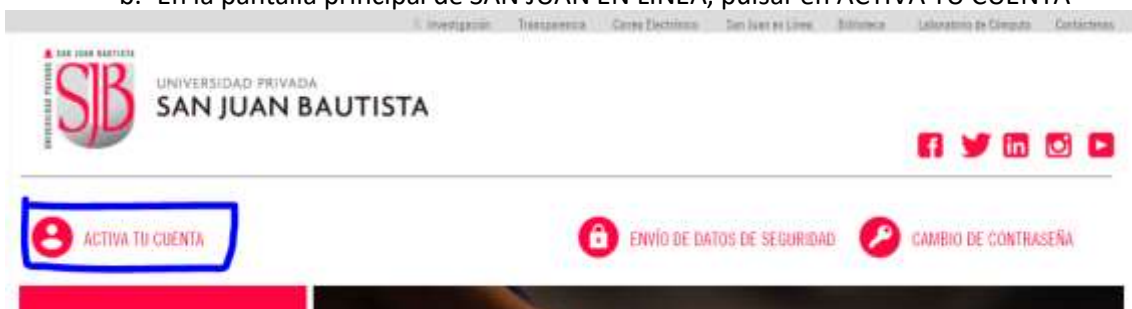 b. En la pantalla principal de SAN JUAN EN LINEA, pulsar en ACTIVA TU CUENTA
Investigación Transparencia Correo Electrónico San Juan en Línea Biblioteca Laboratorio de Cómputo Contáctenos
SAN JUAN BAUTISTA
UNIVERSIDAD PRIVADA
SJB
UNIVERSIDAD PRIVADA
SAN JUAN BAUTISTA
ACTIVA TU CUENTA ENVÍO DE DATOS DE SEGURIDAD CAMBIO DE CONTRASEÑA